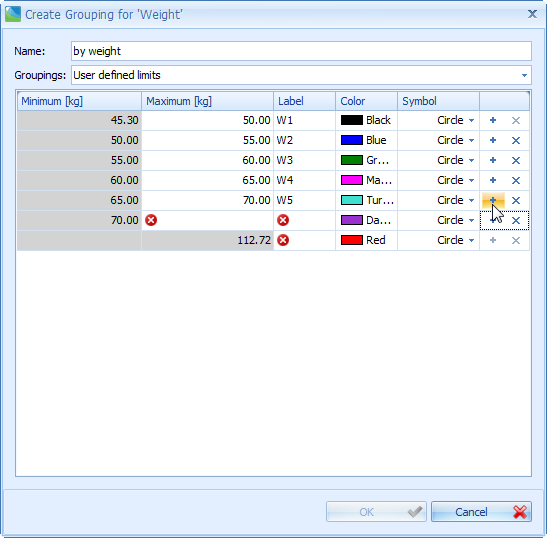 Create Grouping for 'Weight'
Name: by weight
Groupings: User defined limits
Minimum [kg] Maximum [kg] Label Color Symbol
45.30 50.00 W1 Black Circle
50.00 55.00 W2 Blue Circle
55.00 60.00 W3 Gr... Circle
60.00 65.00 W4 Ma... Circle
65.00 70.00 W5 Tur... Circle
70.00 Da... Circle
112.72 Red Circle
OK Cancel